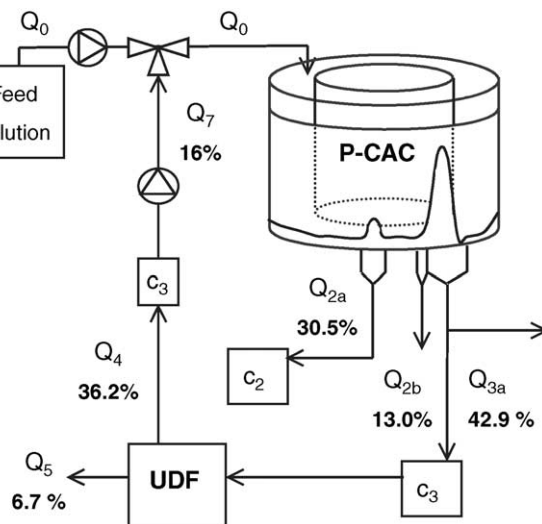 Q0 Q0
Feed
Q7
16%
P-CAC
c3
Q2a
30.5%
Q4
36.2%
c2
Q2b
13.0%
Q3a
42.9 %
Q5
6.7 %
UDF
c3